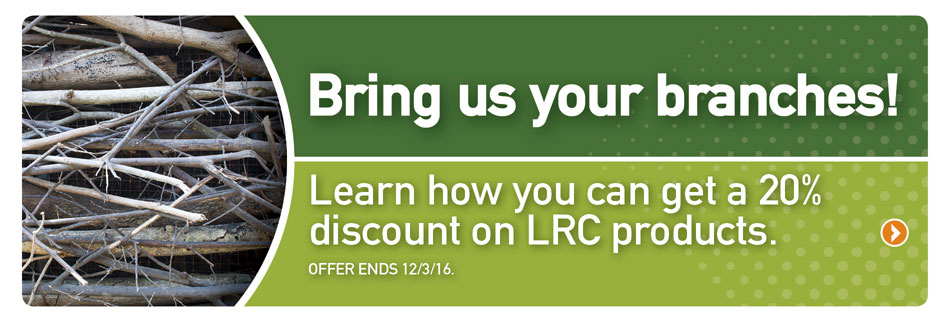 Bring us your branches!
Learn how you can get a 20%
discount on LRC products.
OFFER ENDS 12/3/16.